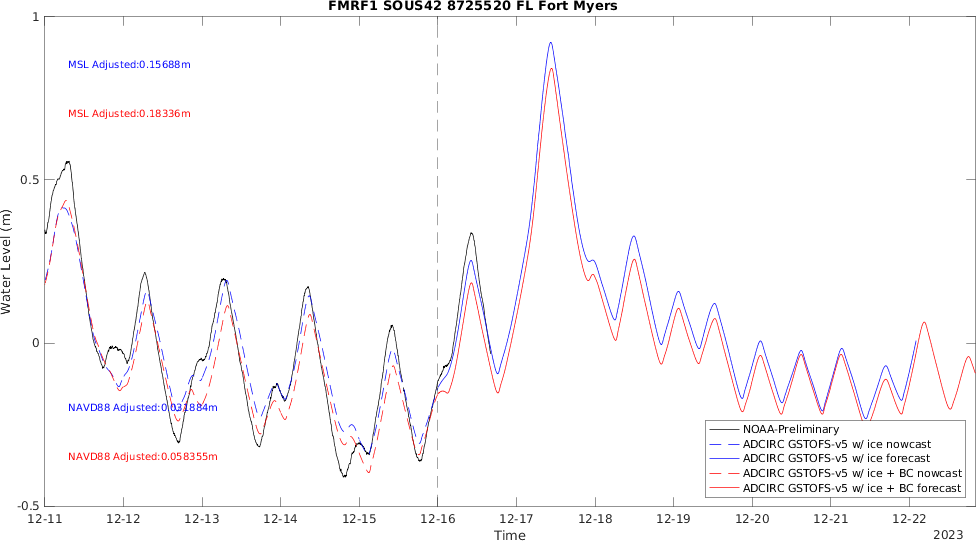 FMRF1 SOUS42 8725520 FL Fort Myers
1
MSL Adjusted:0.15688m
MSL Adjusted:0.18336m
0.5
Water Level (m)
0
NAVD88 Adjusted:0.031884m
NAVD88 Adjusted:0.058355m
NOAA-Preliminary
ADCIRC GSTOFS-v5 w/ ice nowcast
ADCIRC GSTOFS-v5 w/ ice forecast
ADCIRC GSTOFS-v5 w/ ice + BC nowcast
ADCIRC GSTOFS-v5 w/ ice + BC forecast
-0.5
12-11 12-12 12-13 12-14 12-15 12-16 12-17 12-18 12-19 12-20 12-21 12-22
Time
2023